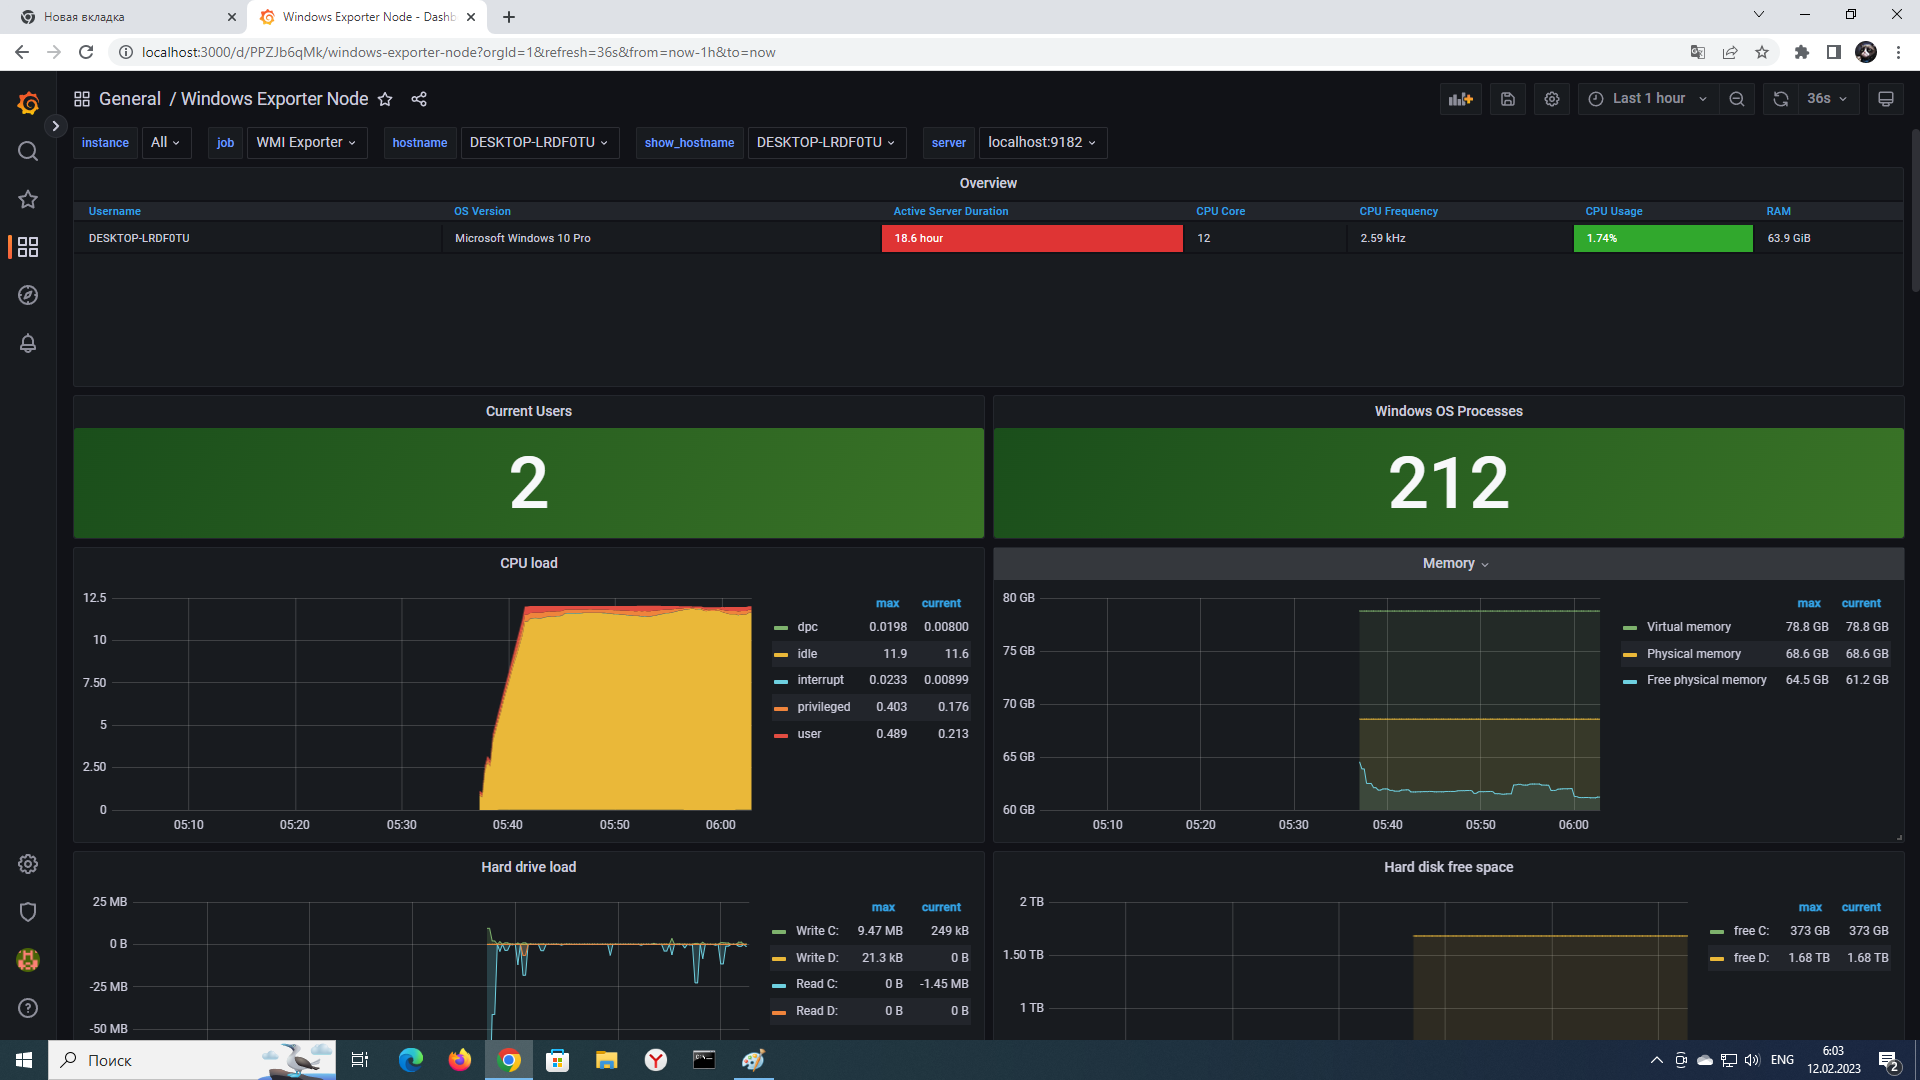 Новая вкладка
Windows Exporter Node - Dashb
localhost:3000/d/PPZJb6qMk/windows-exporter-node?orgId=1&refresh=36s&from=now-1h&to=now
General / Windows Exporter Node
Last 1 hour
36s
instance All job WMI Exporter hostname DESKTOP-LRDF0TU show_hostname DESKTOP-LRDF0TU server localhost:9182
Overview
Username OS Version Active Server Duration CPU Core CPU Frequency CPU Usage RAM
DESKTOP-LRDF0TU Microsoft Windows 10 Pro 18.6 hour 12 2.59 kHz 1.74% 63.9 GiB
Current Users
2
Windows OS Processes
212
CPU load
12.5
10
7.50
5
2.50
0
05:10 05:20 05:30 05:40 05:50 06:00
max current
dpc 0.0198 0.00800
idle 11.9 11.6
interrupt 0.0233 0.00899
privileged 0.403 0.176
user 0.489 0.213
Memory
80 GB
75 GB
70 GB
65 GB
60 GB
05:10 05:20 05:30 05:40 05:50 06:00
max current
Virtual memory 78.8 GB 78.8 GB
Physical memory 68.6 GB 68.6 GB
Free physical memory 64.5 GB 61.2 GB
Hard drive load
25 MB
0 B
-25 MB
-50 MB
max current
Write C: 9.47 MB 249 kB
Write D: 21.3 kB 0 B
Read C: 0 B -1.45 MB
Read D: 0 B 0 B
Hard disk free space
2 TB
1.50 TB
1 TB
max current
free C: 373 GB 373 GB
free D: 1.68 TB 1.68 TB
Поиск
ENG
6:03
12.02.2023
2